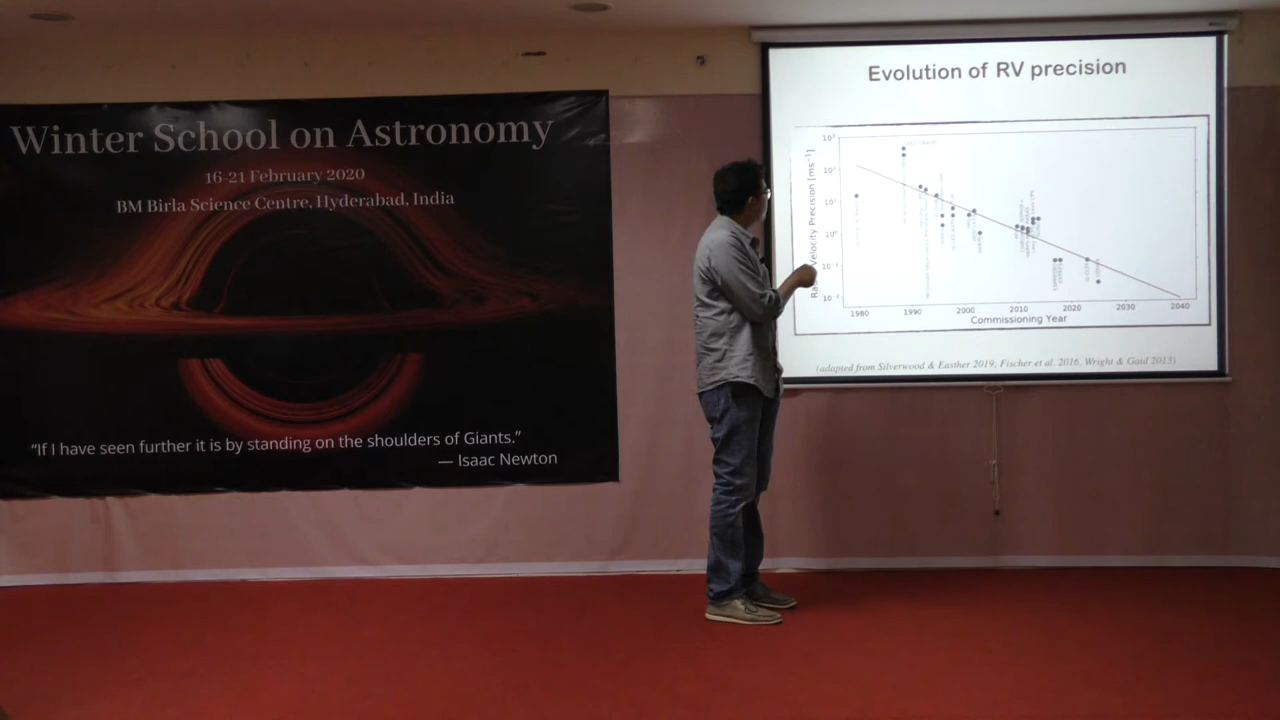 Winter School on Astronomy
16-21 February 2020
BM Birla Science Centre, Hyderabad, India
“If I have seen further it is by standing on the shoulders of Giants.”
— Isaac Newton
Evolution of RV precision
Velocity Precision [ms⁻¹]
10³
10²
10¹
10⁰
10⁻¹
10⁻²
1980 1990 2000 2010 2020 2030 2040
Commissioning Year
(adapted from Silverwood & Easther 2019; Fischer et al. 2016, Wright & Gaid 2013)